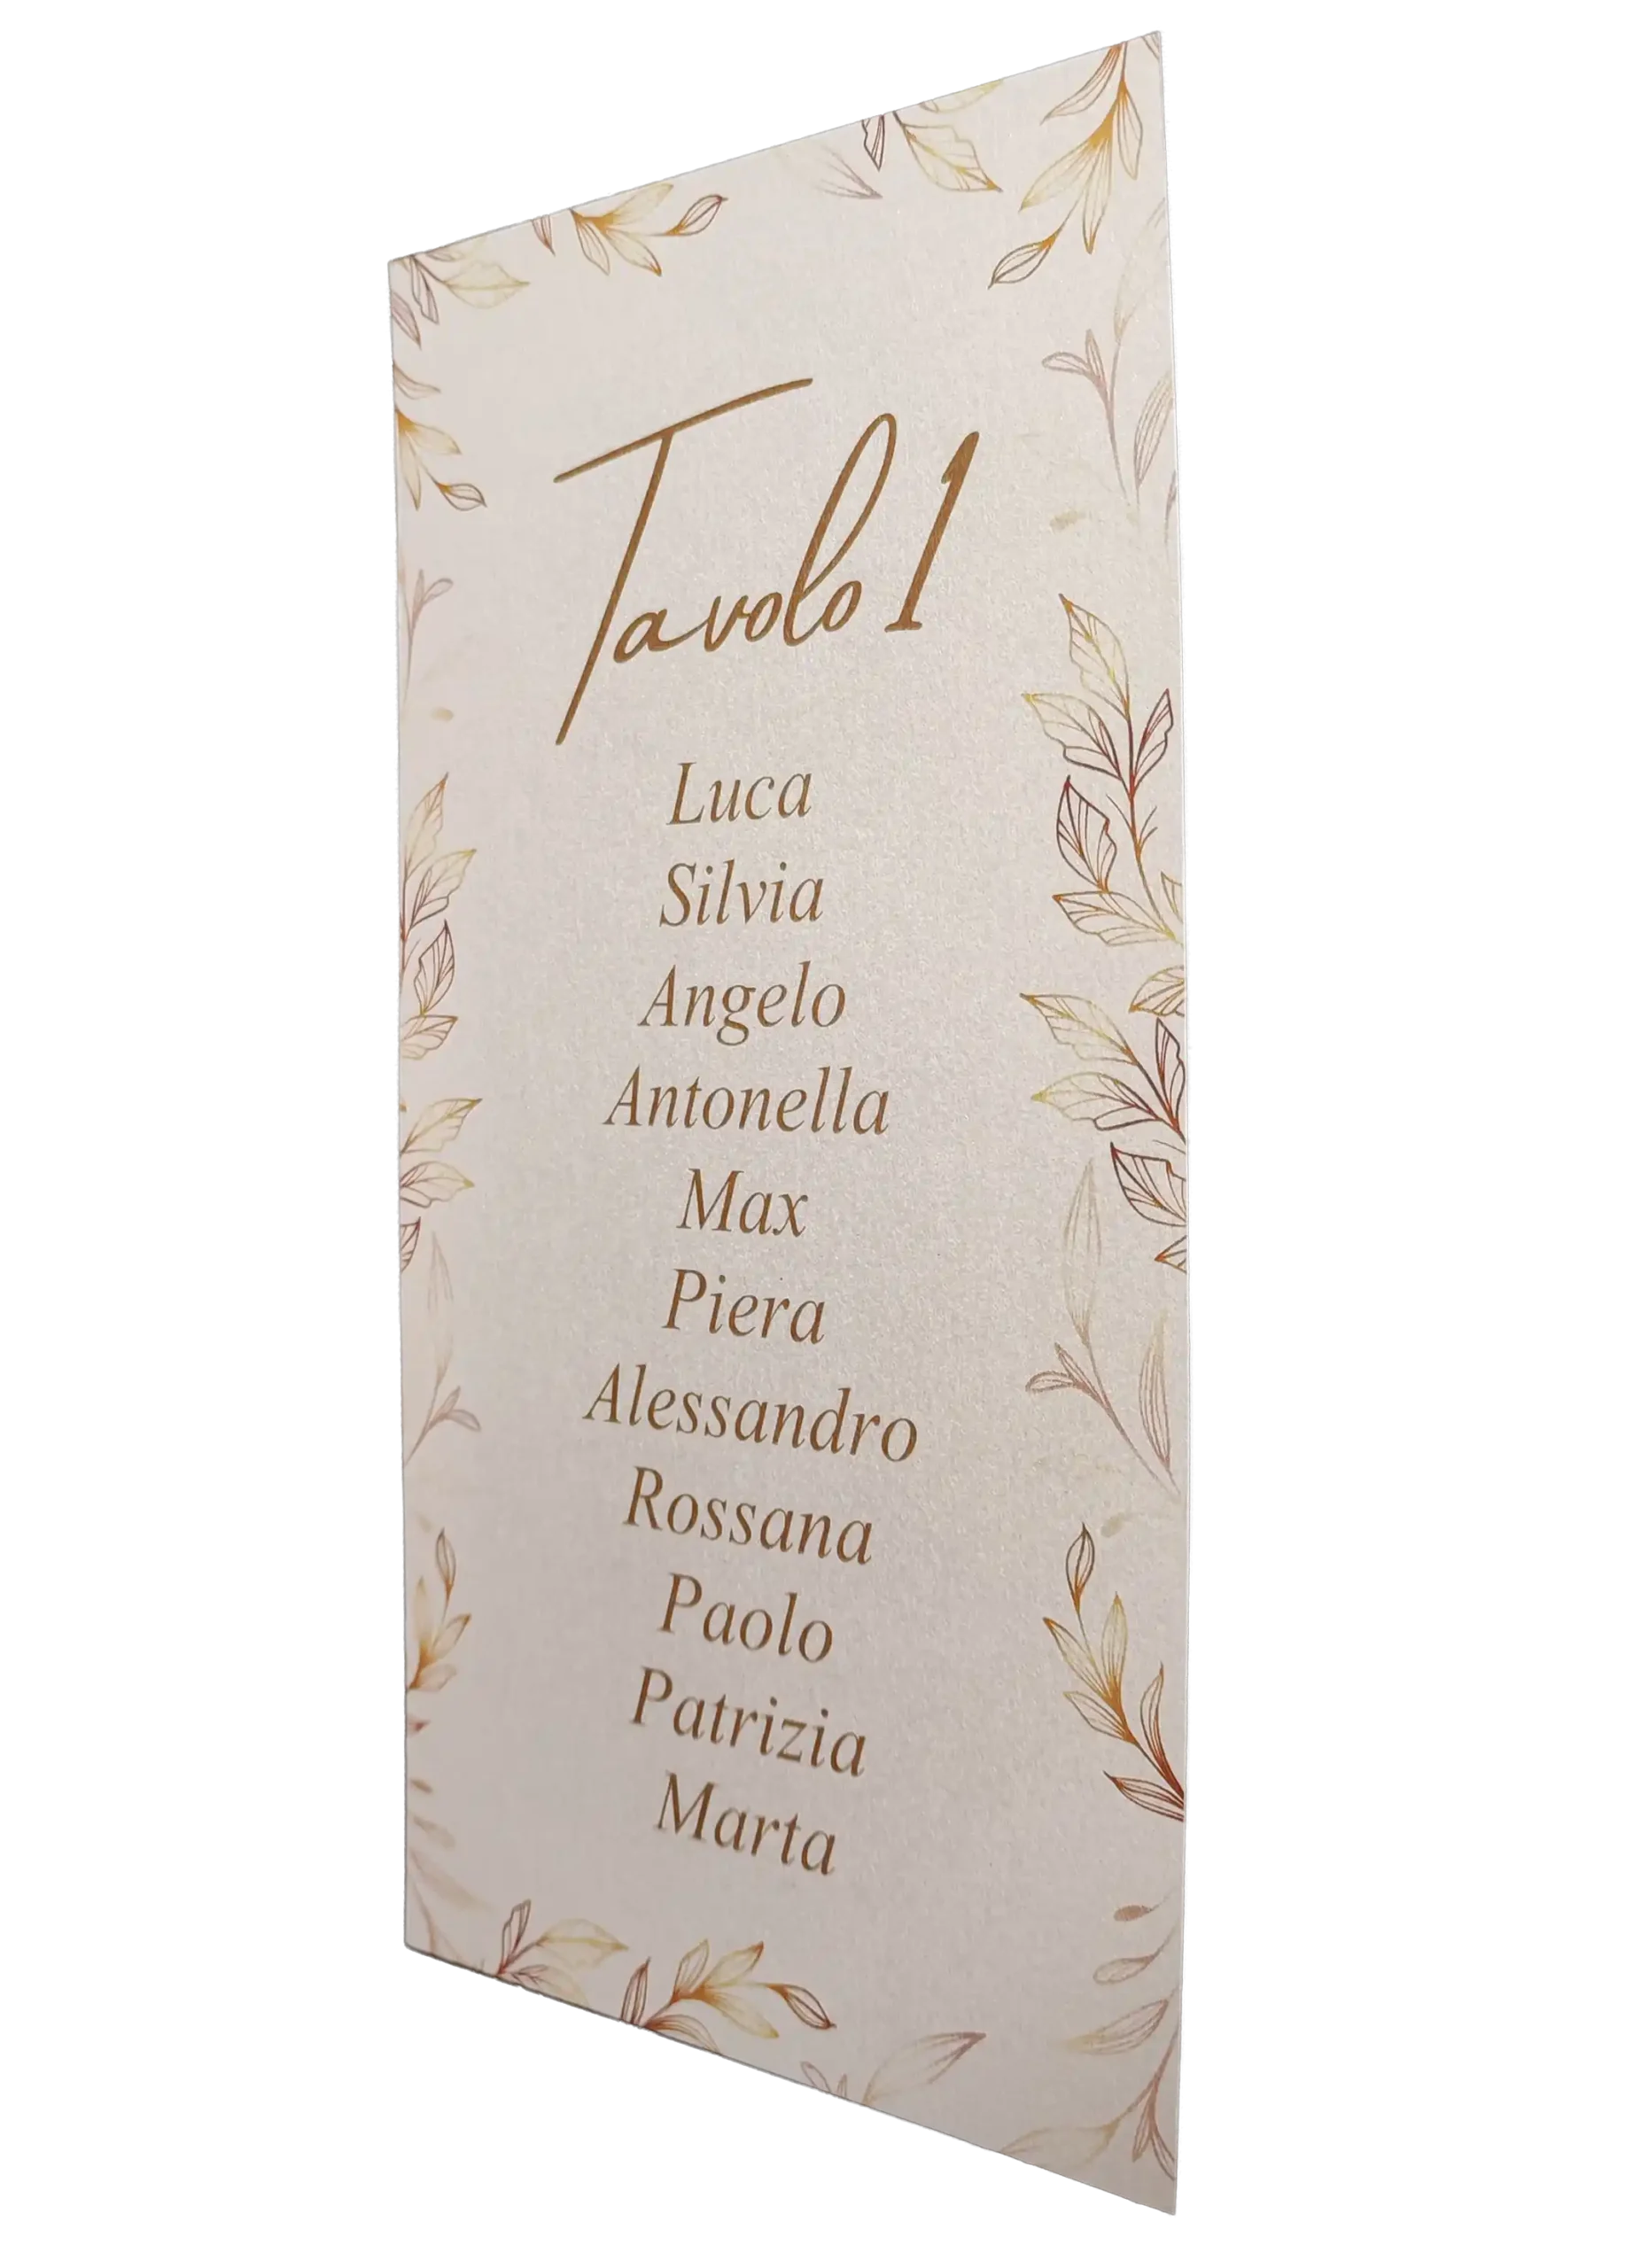 Tavolo 1
Luca
Silvia
Angelo
Antonella
Max
Piera
Alessandro
Rossana
Paolo
Patrizia
Marta